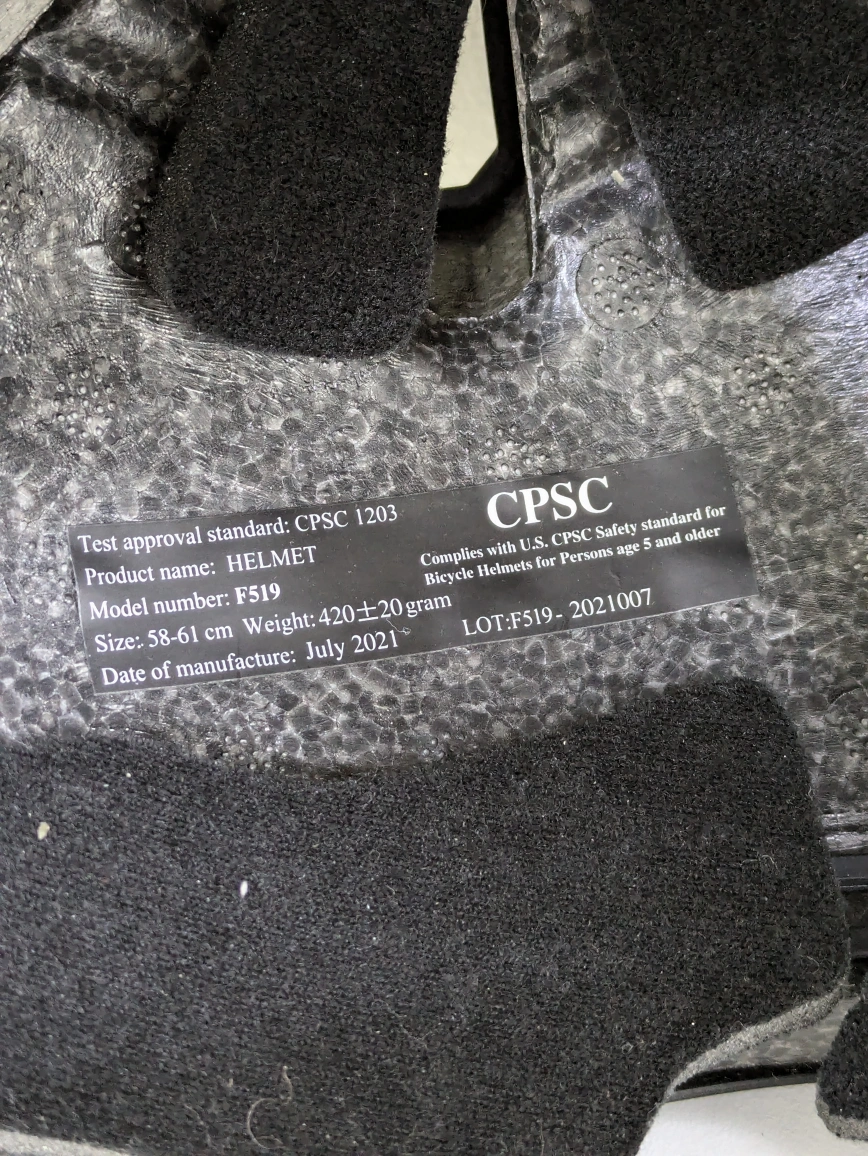 Test approval standard: CPSC 1203
Product name: HELMET
Model number: F519
Size: 58-61 cm Weight: 420±20 gram
Date of manufacture: July 2021
CPSC
Complies with U.S. CPSC Safety standard for
Bicycle Helmets for Persons age 5 and older
LOT:F519- 2021007